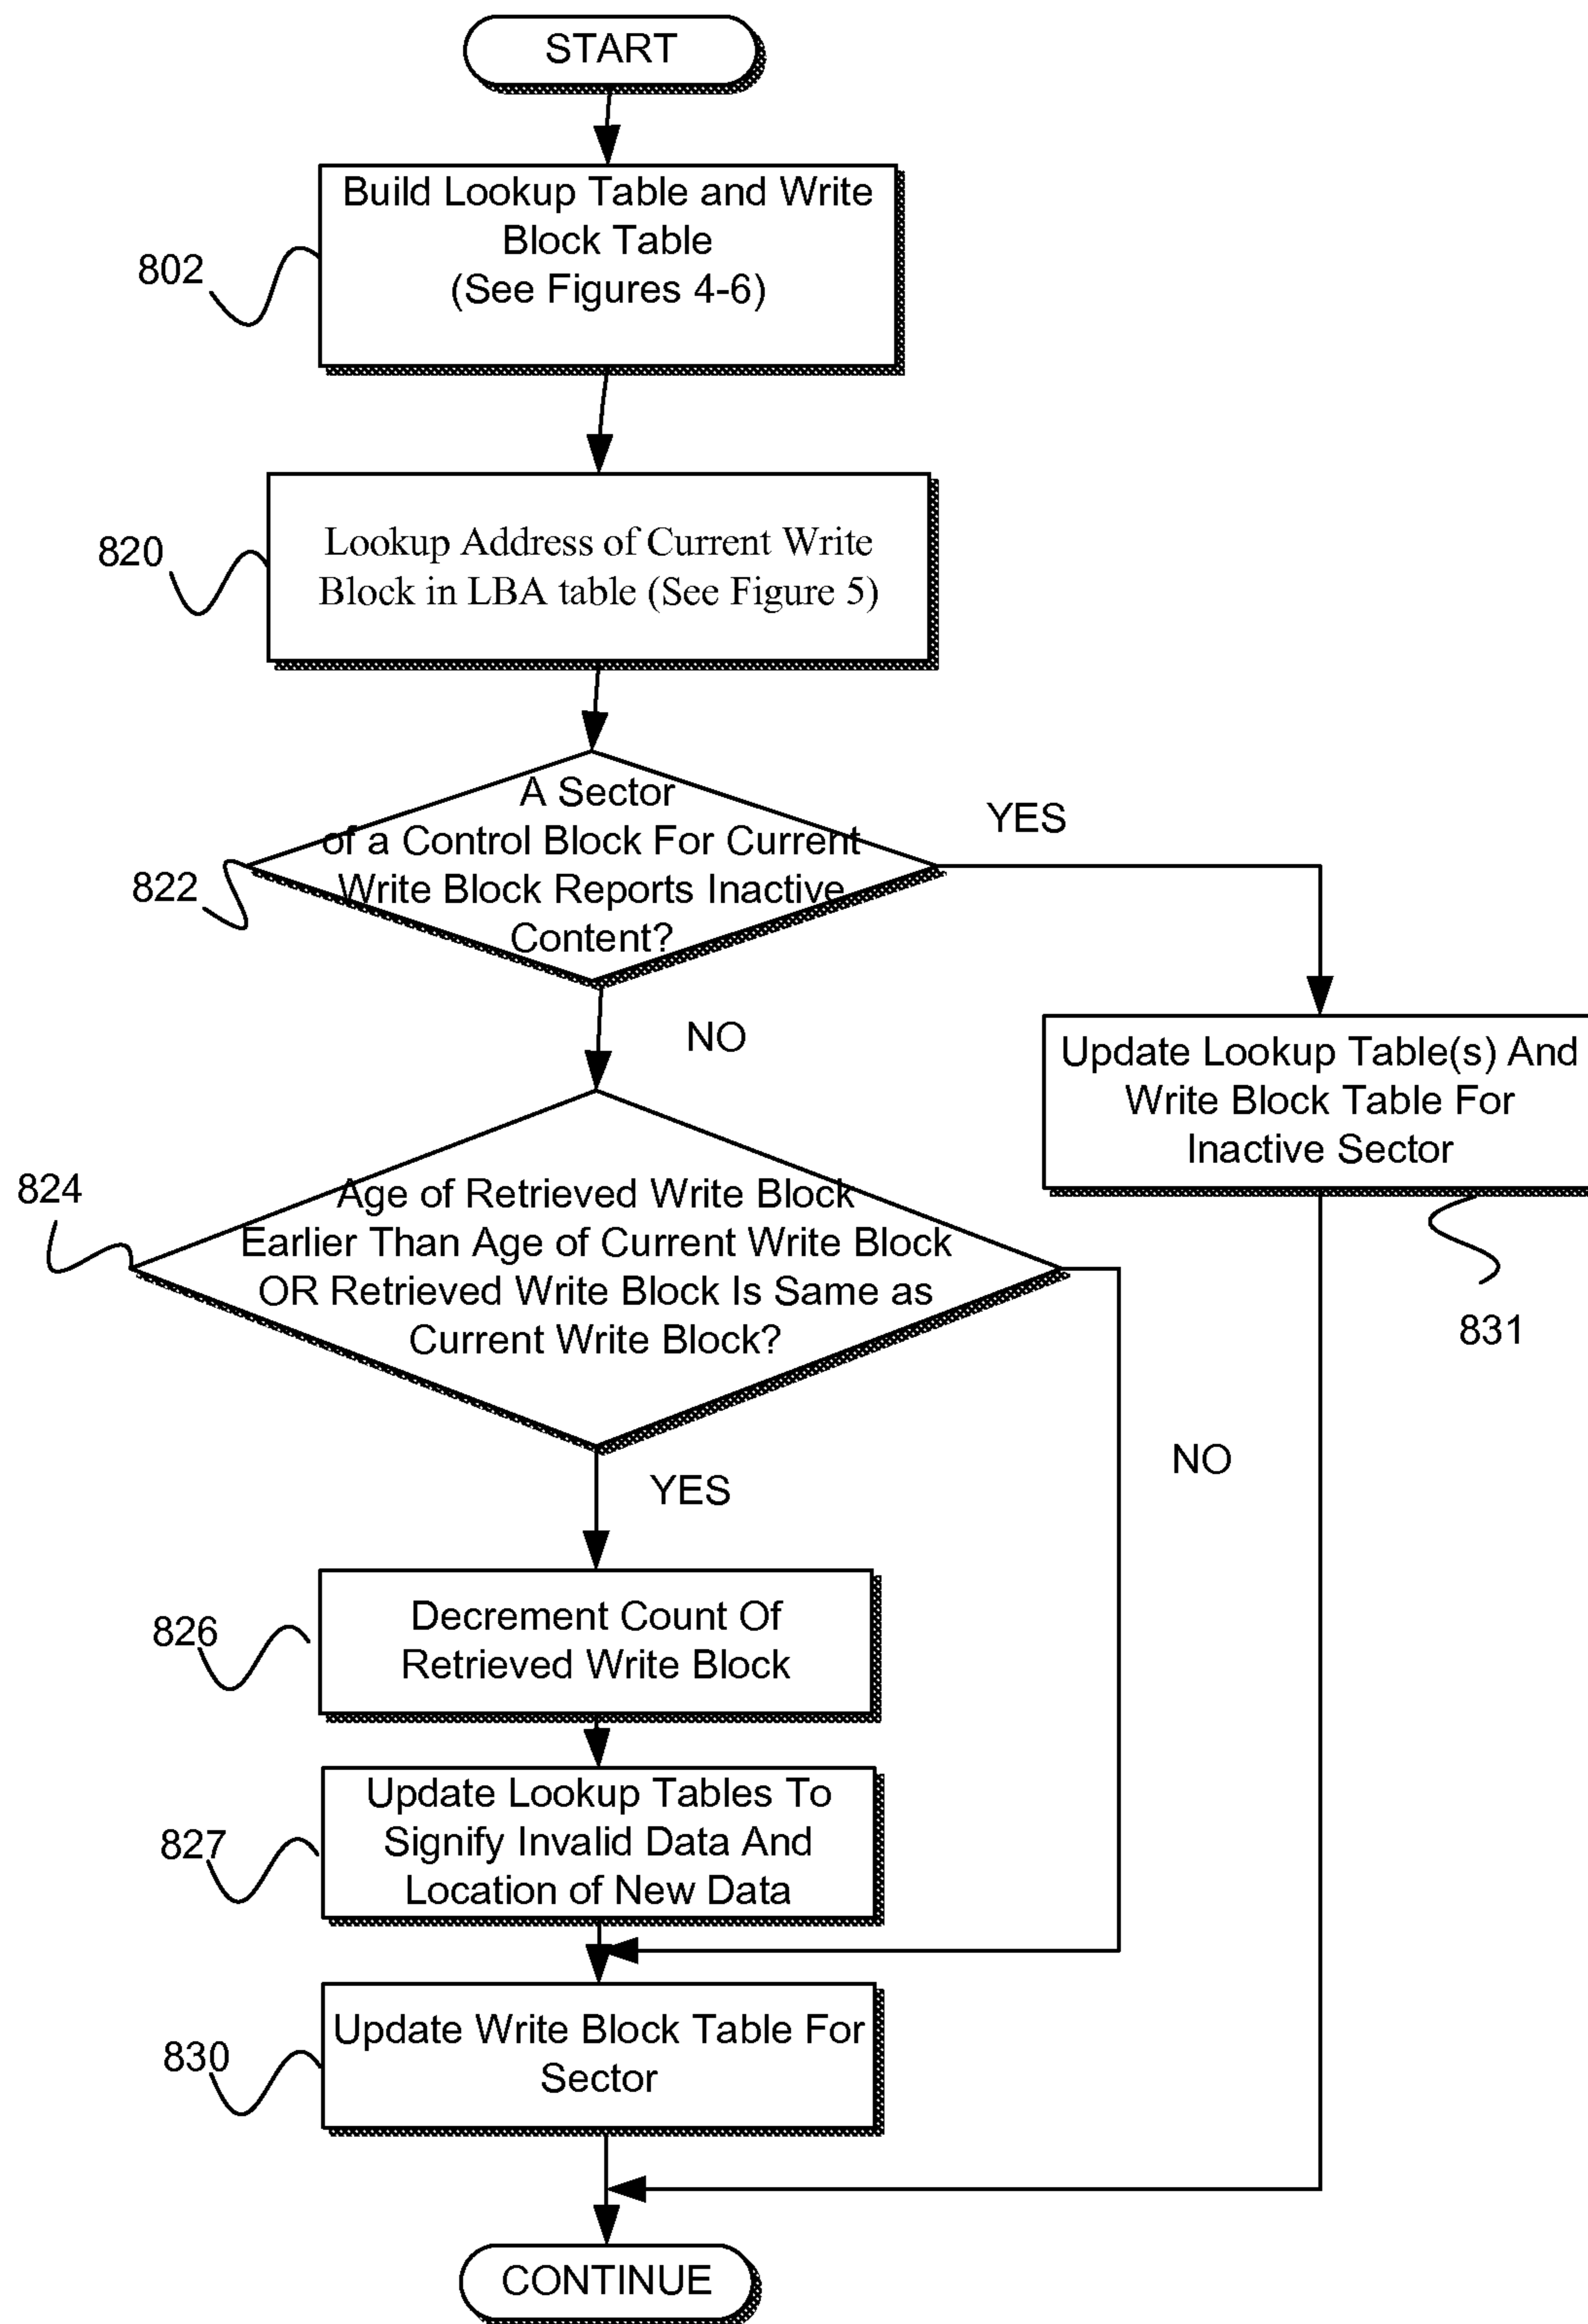 START
Build Lookup Table and Write
Block Table
(See Figures 4-6)
802
Lookup Address of Current Write
Block in LBA table (See Figure 5)
820
A Sector
of a Control Block For Current
Write Block Reports Inactive
Content?
822
YES
NO
Update Lookup Table(s) And
Write Block Table For
Inactive Sector
831
Age of Retrieved Write Block
Earlier Than Age of Current Write Block
OR Retrieved Write Block Is Same as
Current Write Block?
824
NO
YES
Decrement Count Of
Retrieved Write Block
826
Update Lookup Tables To
Signify Invalid Data And
Location of New Data
827
Update Write Block Table For
Sector
830
CONTINUE